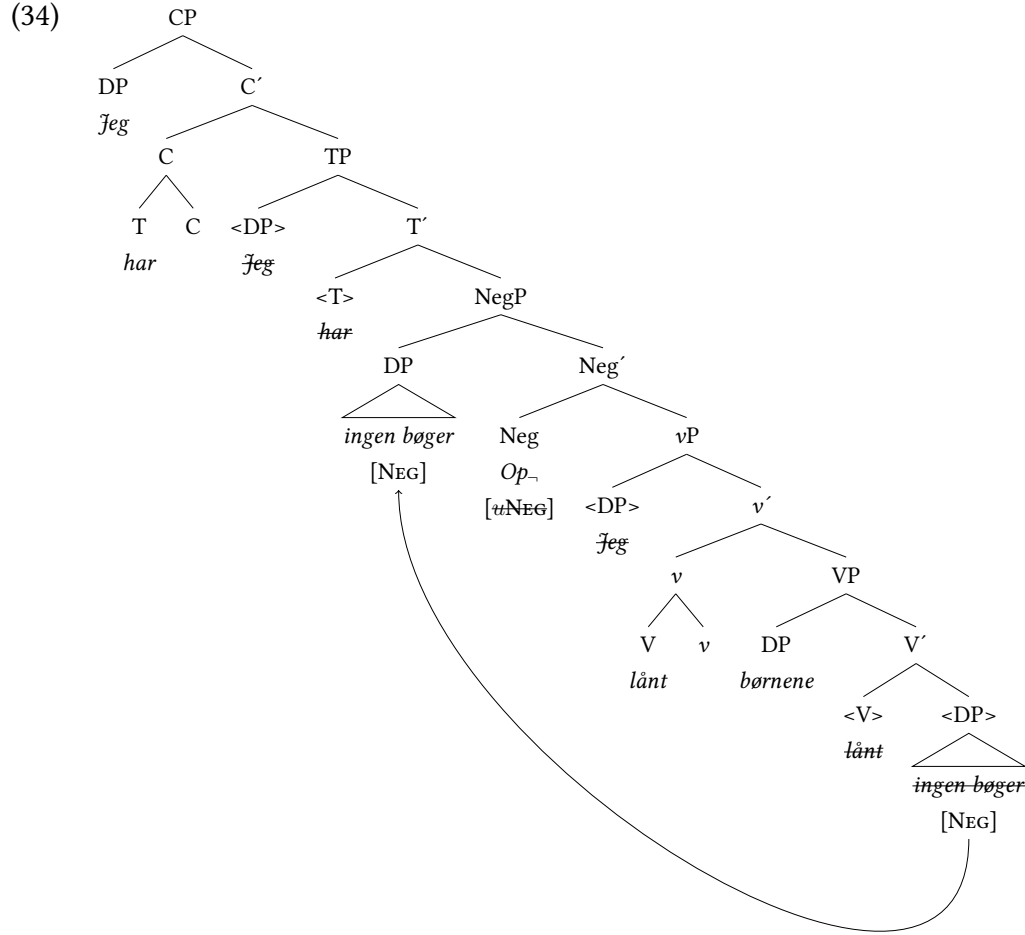 (34)
CP
DP C´
Jeg
C TP
T C <DP> T´
har Jeg
<T> NegP
har
DP Neg´
ingen bøger Neg vP
[NEG] Op¬
[uNEG] <DP> v´
Jeg
v VP
V v DP V´
lånt børnene
<V> <DP>
lånt
ingen bøger
[NEG]